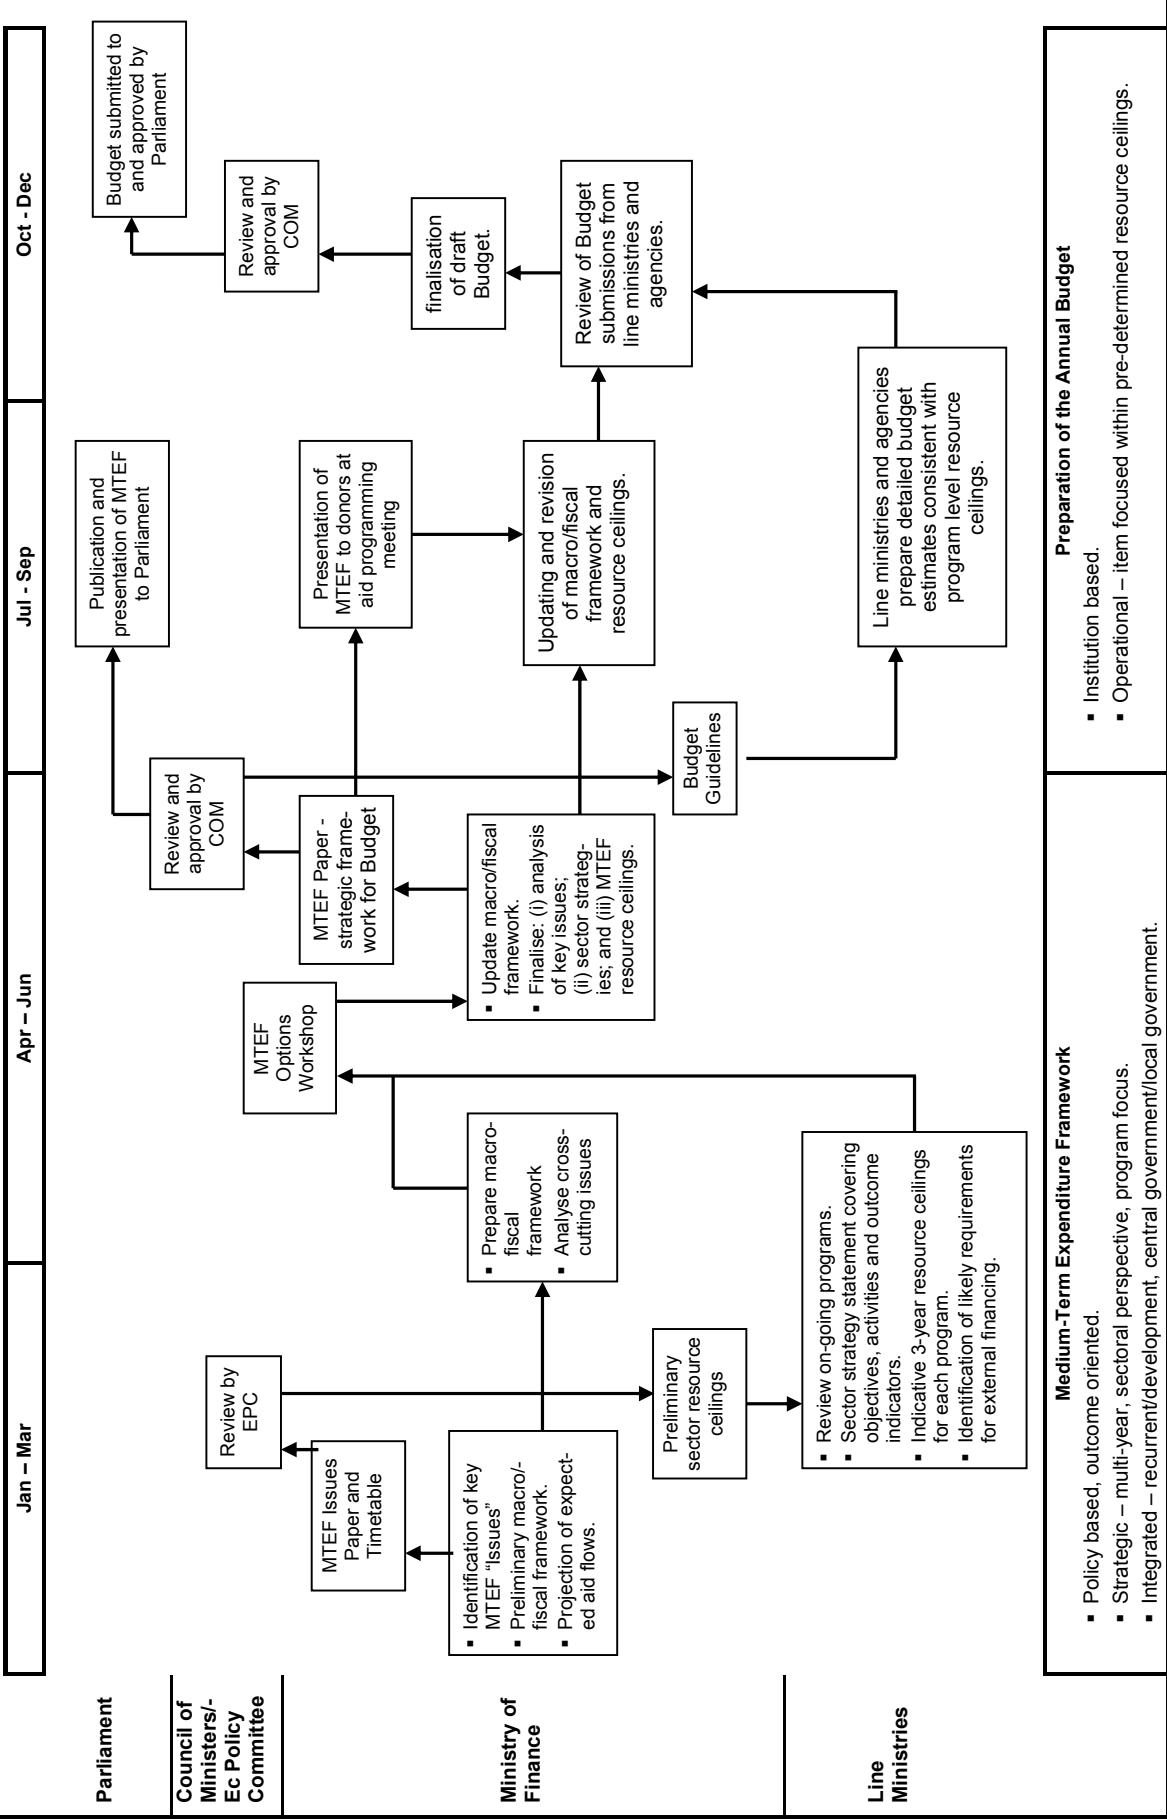 Jan – Mar
Apr – Jun
Jul - Sep
Oct - Dec
Parliament
Publication and
presentation of MTEF
to Parliament
Budget submitted to
and approved by
Parliament
Council of
Ministers/-
Ec Policy
Committee
Review by
EPC
Review and
approval by
COM
Review and
approval by
COM
Ministry of
Finance
MTEF Issues
Paper and
Timetable
▪ Identification of key
MTEF “Issues”
▪ Preliminary macro/-
fiscal framework.
▪ Projection of expect-
ed aid flows.
Preliminary
sector resource
ceilings
▪ Prepare macro-
fiscal
framework
▪ Analyse cross-
cutting issues
MTEF
Options
Workshop
MTEF Paper -
strategic frame-
work for Budget
▪ Update macro/fiscal
framework.
▪ Finalise: (i) analysis
of key issues;
(ii) sector strateg-
ies; and (iii) MTEF
resource ceilings.
Budget
Guidelines
Presentation of
MTEF to donors at
aid programming
meeting
Updating and revision
of macro/fiscal
framework and
resource ceilings.
finalisation
of draft
Budget.
Review of Budget
submissions from
line ministries and
agencies.
Line
Ministries
▪ Review on-going programs.
▪ Sector strategy statement covering
objectives, activities and outcome
indicators.
▪ Indicative 3-year resource ceilings
for each program.
▪ Identification of likely requirements
for external financing.
Line ministries and agencies
prepare detailed budget
estimates consistent with
program level resource
ceilings.
Medium-Term Expenditure Framework
▪ Policy based, outcome oriented.
▪ Strategic – multi-year, sectoral perspective, program focus.
▪ Integrated – recurrent/development, central government/local government.
Preparation of the Annual Budget
▪ Institution based.
▪ Operational – item focused within pre-determined resource ceilings.